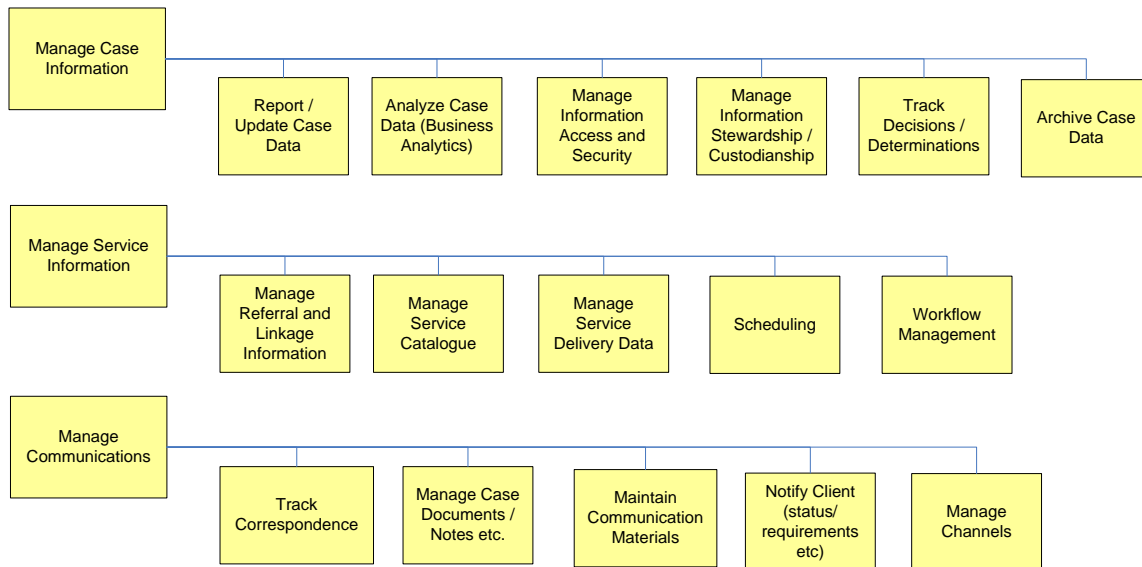 Manage Case
Information
Report /
Update Case
Data
Analyze Case
Data (Business
Analytics)
Manage
Information
Access and
Security
Manage
Information
Stewardship /
Custodianship
Track
Decisions /
Determinations
Archive Case
Data
Manage Service
Information
Manage
Referral and
Linkage
Information
Manage
Service
Catalogue
Manage
Service
Delivery Data
Scheduling
Workflow
Management
Manage
Communications
Track
Correspondence
Manage Case
Documents /
Notes etc.
Maintain
Communication
Materials
Notify Client
(status/
requirements
etc)
Manage
Channels